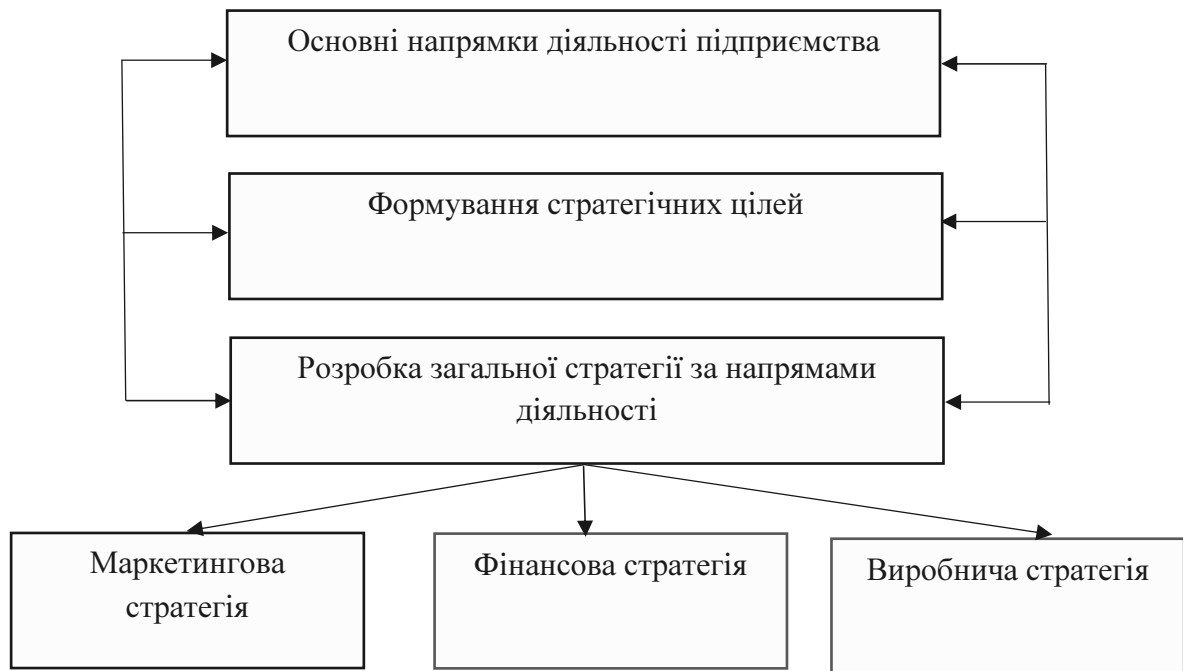 Основні напрямки діяльності підприємства
Формування стратегічних цілей
Розробка загальної стратегії за напрямами
діяльності
Маркетингова
стратегія
Фінансова стратегія
Виробнича стратегія